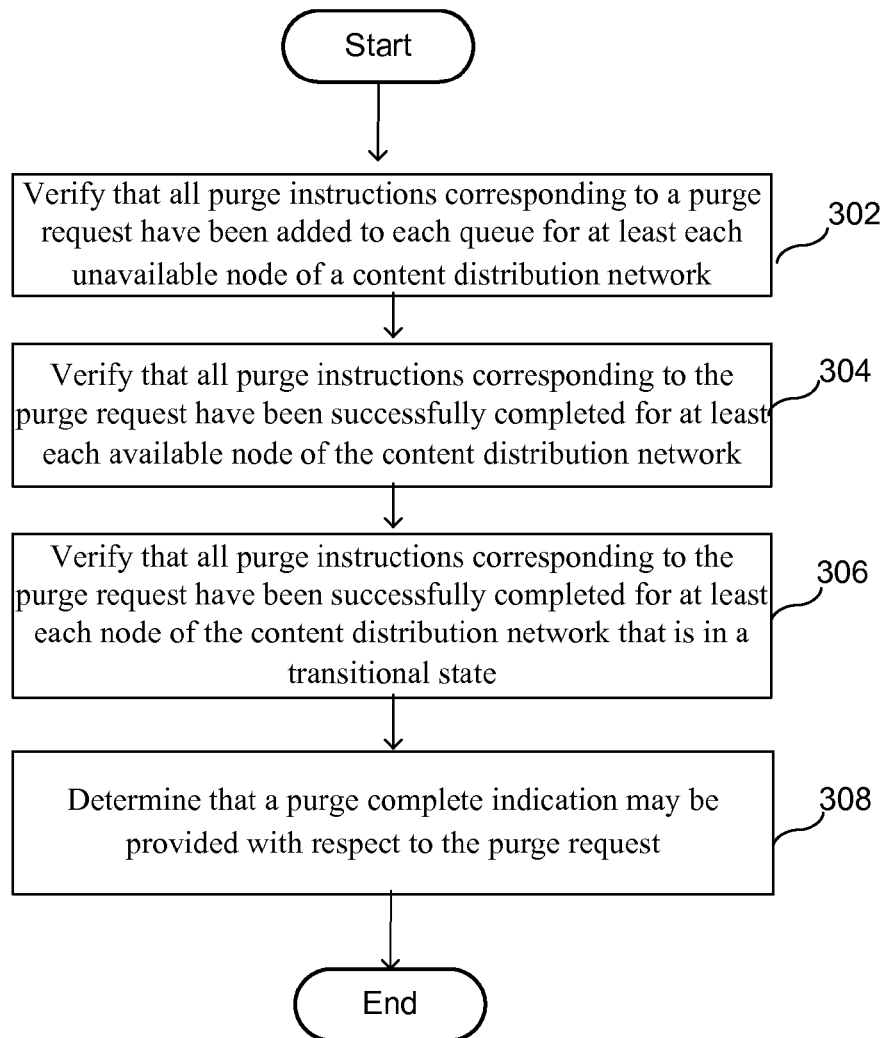 Start
Verify that all purge instructions corresponding to a purge
request have been added to each queue for at least each
unavailable node of a content distribution network
302
Verify that all purge instructions corresponding to the
purge request have been successfully completed for at least
each available node of the content distribution network
304
Verify that all purge instructions corresponding to the
purge request have been successfully completed for at least
each node of the content distribution network that is in a
transitional state
306
Determine that a purge complete indication may be
provided with respect to the purge request
308
End